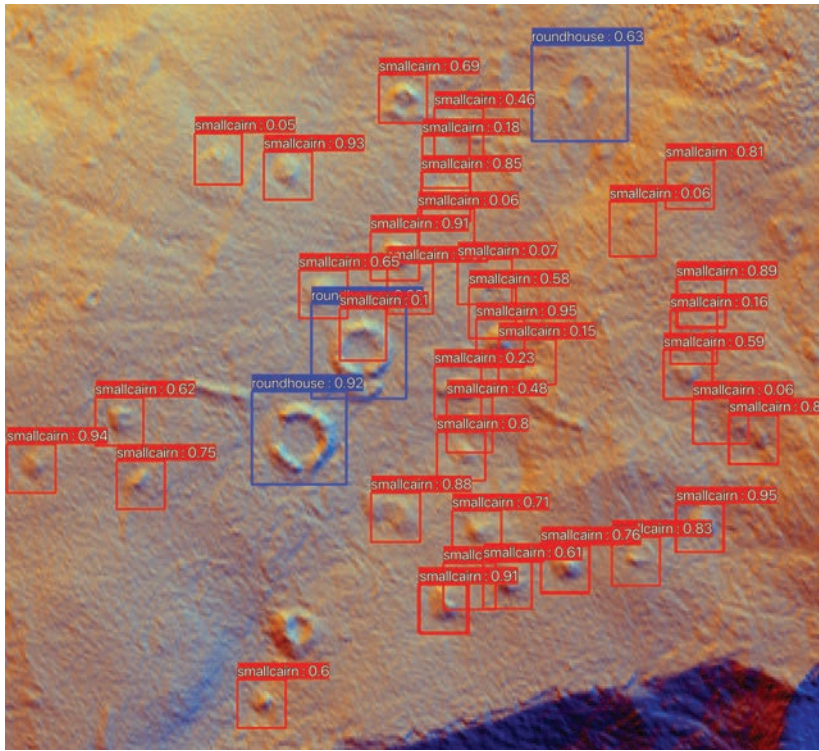 roundhouse : 0.63
smallcairn : 0.69
smallcairn : 0.46
smallcairn : 0.05
smallcairn : 0.18
smallcairn : 0.93
smallcairn : 0.81
smallcairn : 0.85
smallcairn : 0.06
smallcairn : 0.06
smallcairn : 0.91
smallcairn : 0.07
smallcairn :
smallcairn : 0.65
smallcairn : 0.58
smallcairn : 0.89
smallcairn : 0.1
smallcairn : 0.16
smallcairn : 0.95
smallcairn : 0.15
smallcairn : 0.59
smallcairn : 0.23
roundhouse : 0.92
smallcairn : 0.48
smallcairn : 0.06
smallcairn : 0.62
smallcairn : 0.8
smallcairn : 0.8
smallcairn : 0.94
smallcairn : 0.75
smallcairn : 0.88
smallcairn : 0.71
smallcairn : 0.95
smallcairn : 0.76
lcairn : 0.83
smallcairn : 0.61
smallcairn : 0.91
smallcairn : 0.6